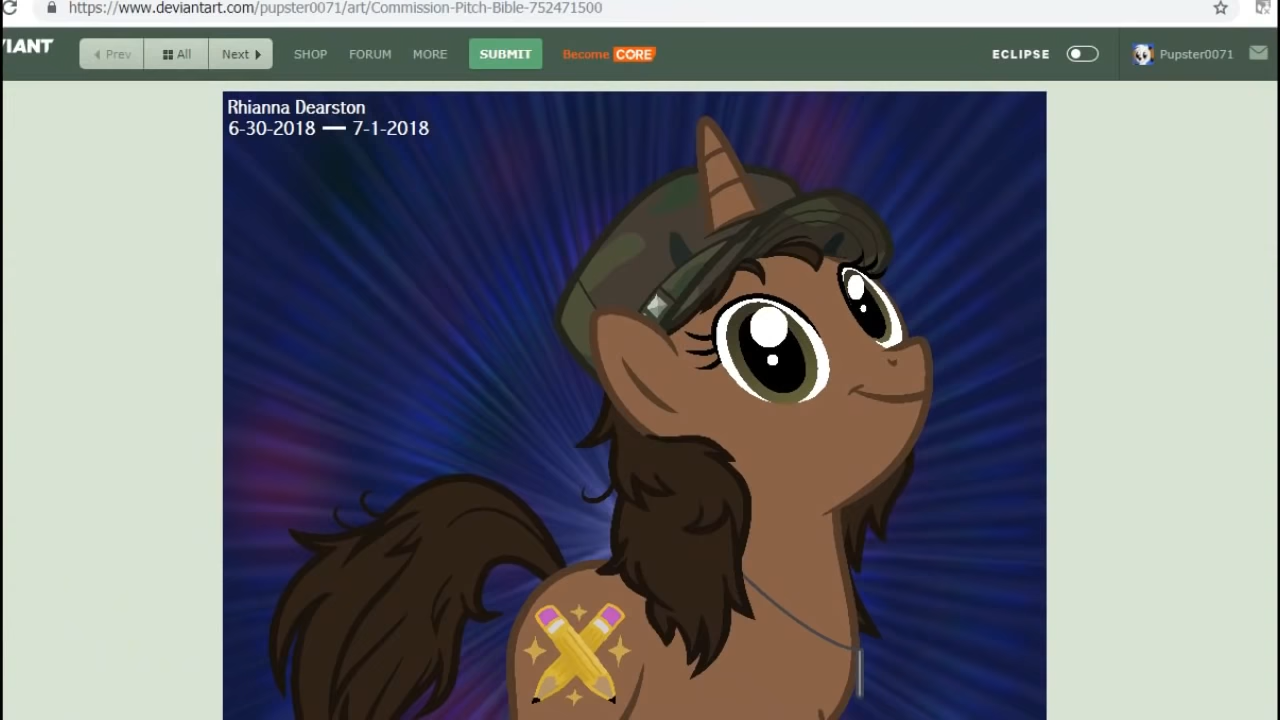 https://www.deviantart.com/pupster0071/art/Commission-Pitch-Bible-752471500
VIANT
Prev
All
Next
SHOP
FORUM
MORE
SUBMIT
Become CORE
ECLIPSE
Pupster0071
Rhianna Dearston
6-30-2018 — 7-1-2018